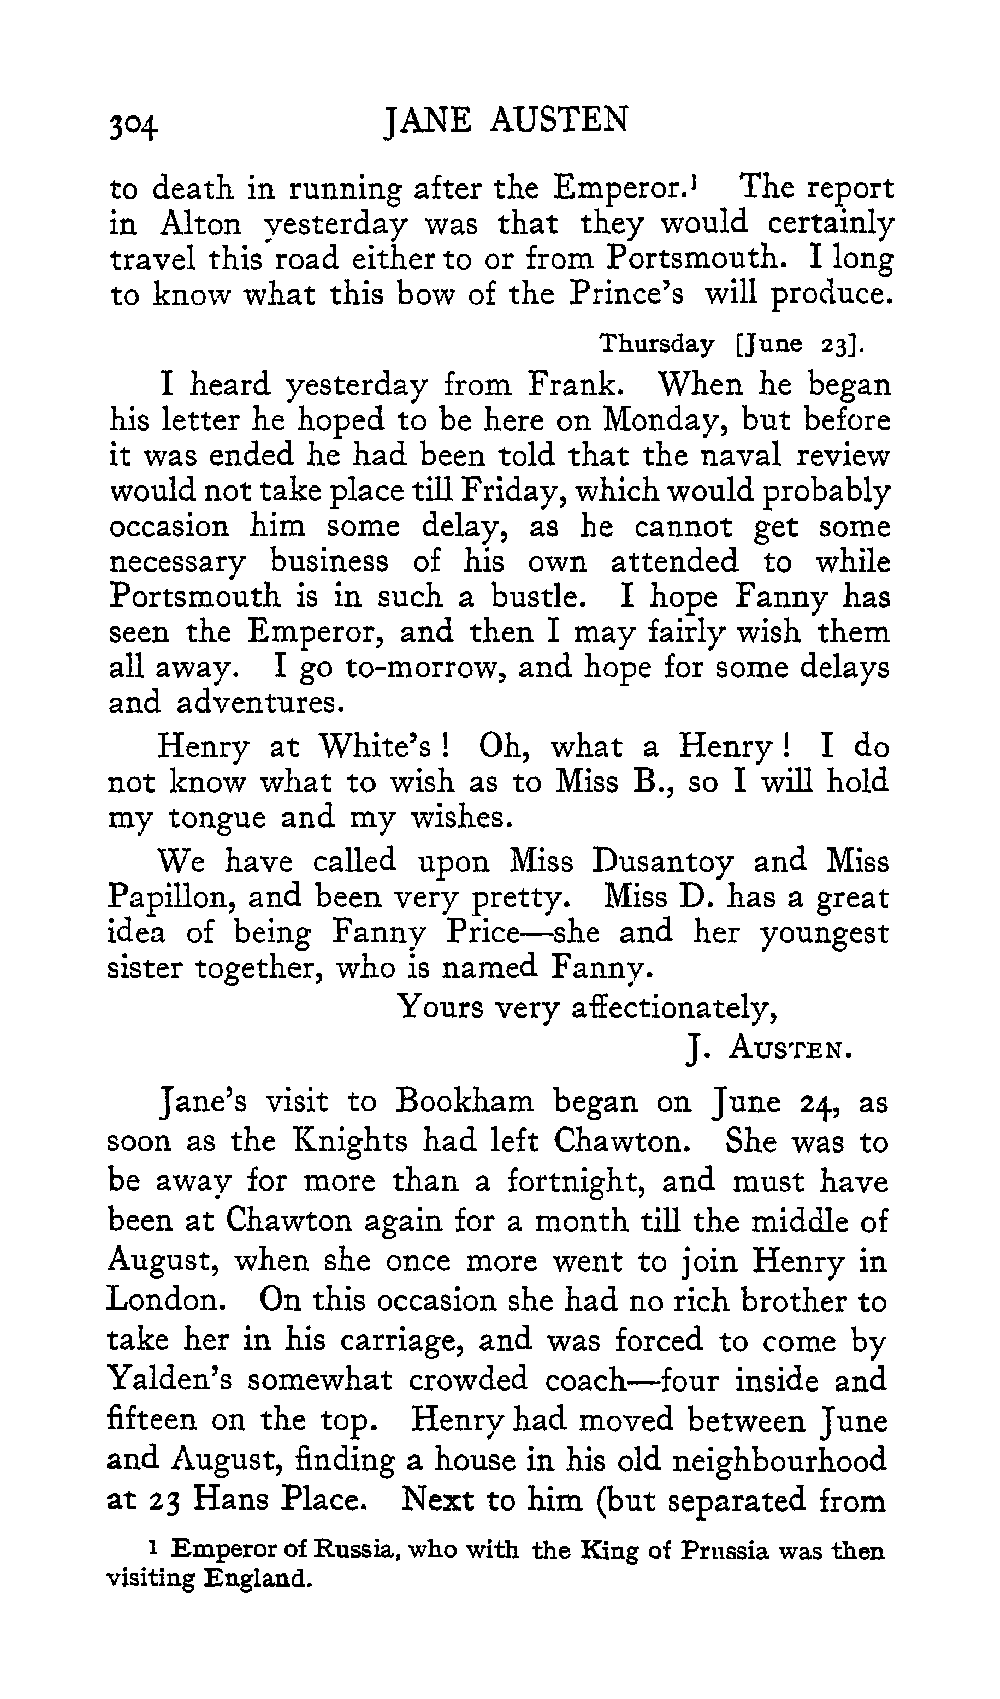 304 JANE AUSTEN
to death in running after the Emperor.¹ The report
in Alton yesterday was that they would certainly
travel this road either to or from Portsmouth. I long
to know what this bow of the Prince's will produce.
Thursday [June 23].
I heard yesterday from Frank. When he began
his letter he hoped to be here on Monday, but before
it was ended he had been told that the naval review
would not take place till Friday, which would probably
occasion him some delay, as he cannot get some
necessary business of his own attended to while
Portsmouth is in such a bustle. I hope Fanny has
seen the Emperor, and then I may fairly wish them
all away. I go to-morrow, and hope for some delays
and adventures.
Henry at White's! Oh, what a Henry! I do
not know what to wish as to Miss B., so I will hold
my tongue and my wishes.
We have called upon Miss Dusantoy and Miss
Papillon, and been very pretty. Miss D. has a great
idea of being Fanny Price—she and her youngest
sister together, who is named Fanny.
Yours very affectionately,
J. AUSTEN.
Jane's visit to Bookham began on June 24, as
soon as the Knights had left Chawton. She was to
be away for more than a fortnight, and must have
been at Chawton again for a month till the middle of
August, when she once more went to join Henry in
London. On this occasion she had no rich brother to
take her in his carriage, and was forced to come by
Yalden's somewhat crowded coach—four inside and
fifteen on the top. Henry had moved between June
and August, finding a house in his old neighbourhood
at 23 Hans Place. Next to him (but separated from
1 Emperor of Russia, who with the King of Prussia was then
visiting England.